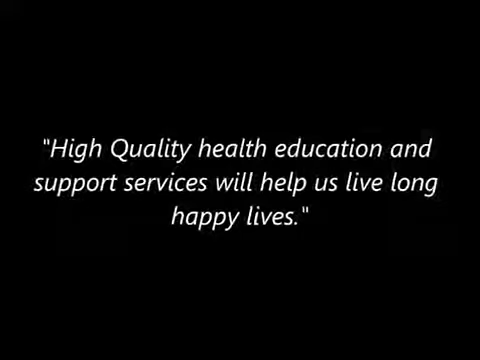 "High Quality health education and
support services will help us live long
happy lives."